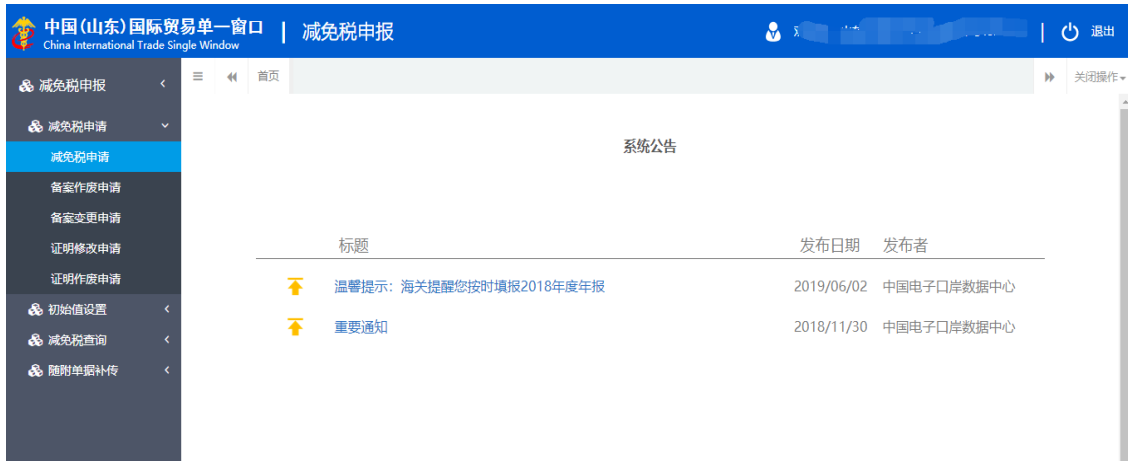 中国(山东)国际贸易单一窗口 减免税申报 退出
China International Trade Single Window
减免税申报 首页 关闭操作
减免税申请
减免税申请
备案作废申请
备案变更申请
证明修改申请
证明作废申请
初始值设置
减免税查询
随附单据补传
系统公告
标题 发布日期 发布者
温馨提示：海关提醒您按时填报2018年度年报 2019/06/02 中国电子口岸数据中心
重要通知 2018/11/30 中国电子口岸数据中心